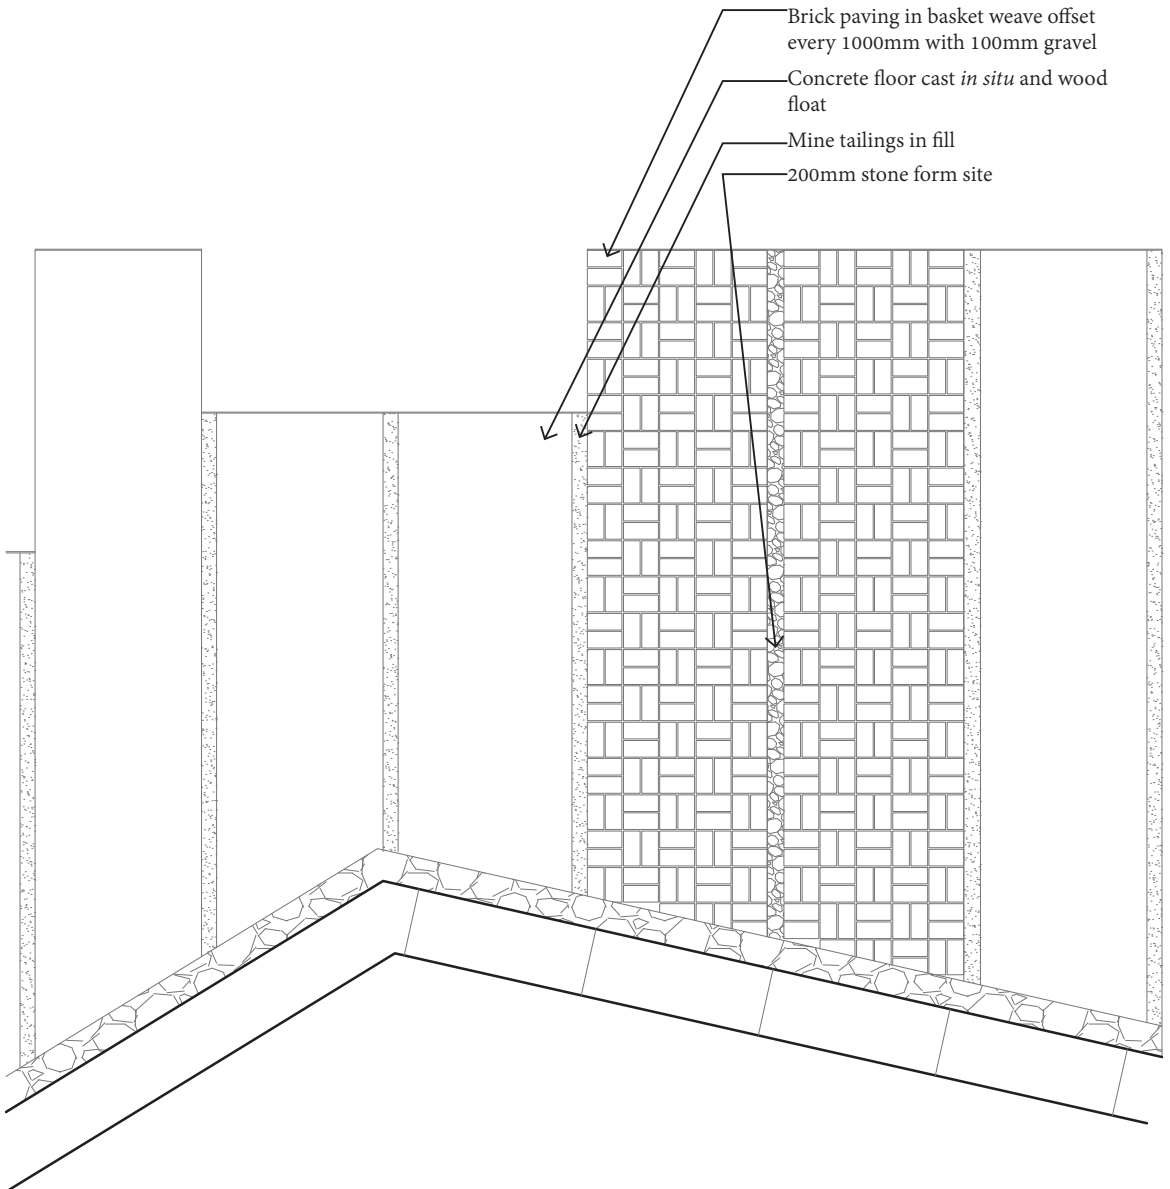 Brick paving in basket weave offset
every 1000mm with 100mm gravel
Concrete floor cast in situ and wood
float
Mine tailings in fill
200mm stone form site